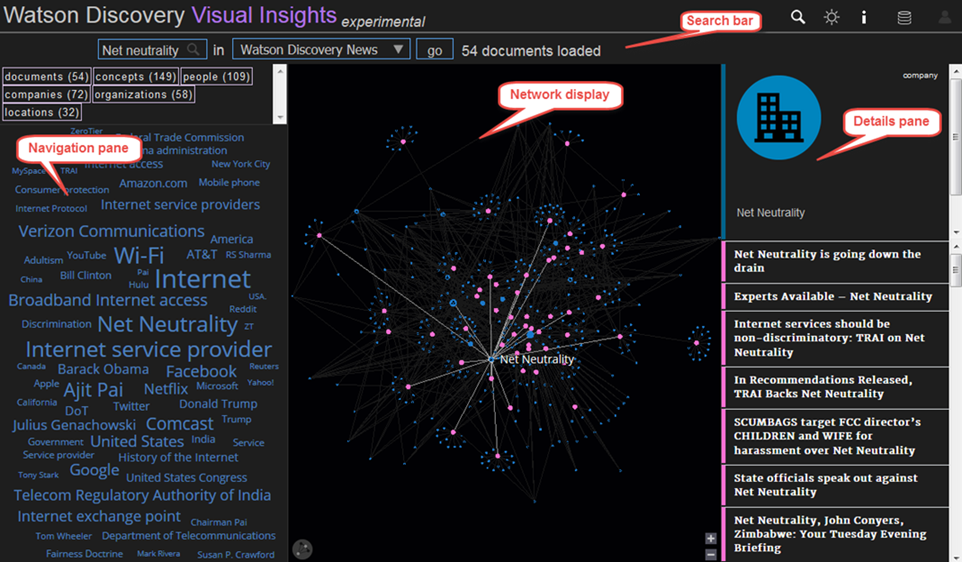 Watson Discovery Visual Insights experimental
Search bar
Net neutrality in Watson Discovery News go 54 documents loaded
documents (54) concepts (149) people (109)
companies (72) organizations (58)
locations (32)
Network display
company
Details pane
Navigation pane
ZeroTier
Federal Trade Commission
ma administration
Internet access New York City
MySpace TRAI
Consumer protection Amazon.com Mobile phone
Internet Protocol Internet service providers
Verizon Communications America
Adultism YouTube Wi-Fi AT&T RS Sharma
China Bill Clinton Pai Hulu Internet
Broadband Internet access USA.
Reddit
Discrimination Net Neutrality ZT
Internet service provider
Canada Barack Obama Facebook Reuters
Apple Ajit Pai Netflix Microsoft Yahoo!
California DoT Twitter Donald Trump
Julius Genachowski Comcast Trump
Government United States India Service
Service provider History of the Internet
Tony Stark Google United States Congress
Telecom Regulatory Authority of India
Internet exchange point Chairman Pai
Tom Wheeler Department of Telecommunications
Fairness Doctrine Mark Rivera Susan P. Crawford
Net Neutrality
Net Neutrality
Net Neutrality is going down the
drain
Experts Available – Net Neutrality
Internet services should be
non-discriminatory: TRAI on Net
Neutrality
In Recommendations Released,
TRAI Backs Net Neutrality
SCUMBAGS target FCC director's
CHILDREN and WIFE for
harassment over Net Neutrality
State officials speak out against
Net Neutrality
Net Neutrality, John Conyers,
Zimbabwe: Your Tuesday Evening
Briefing